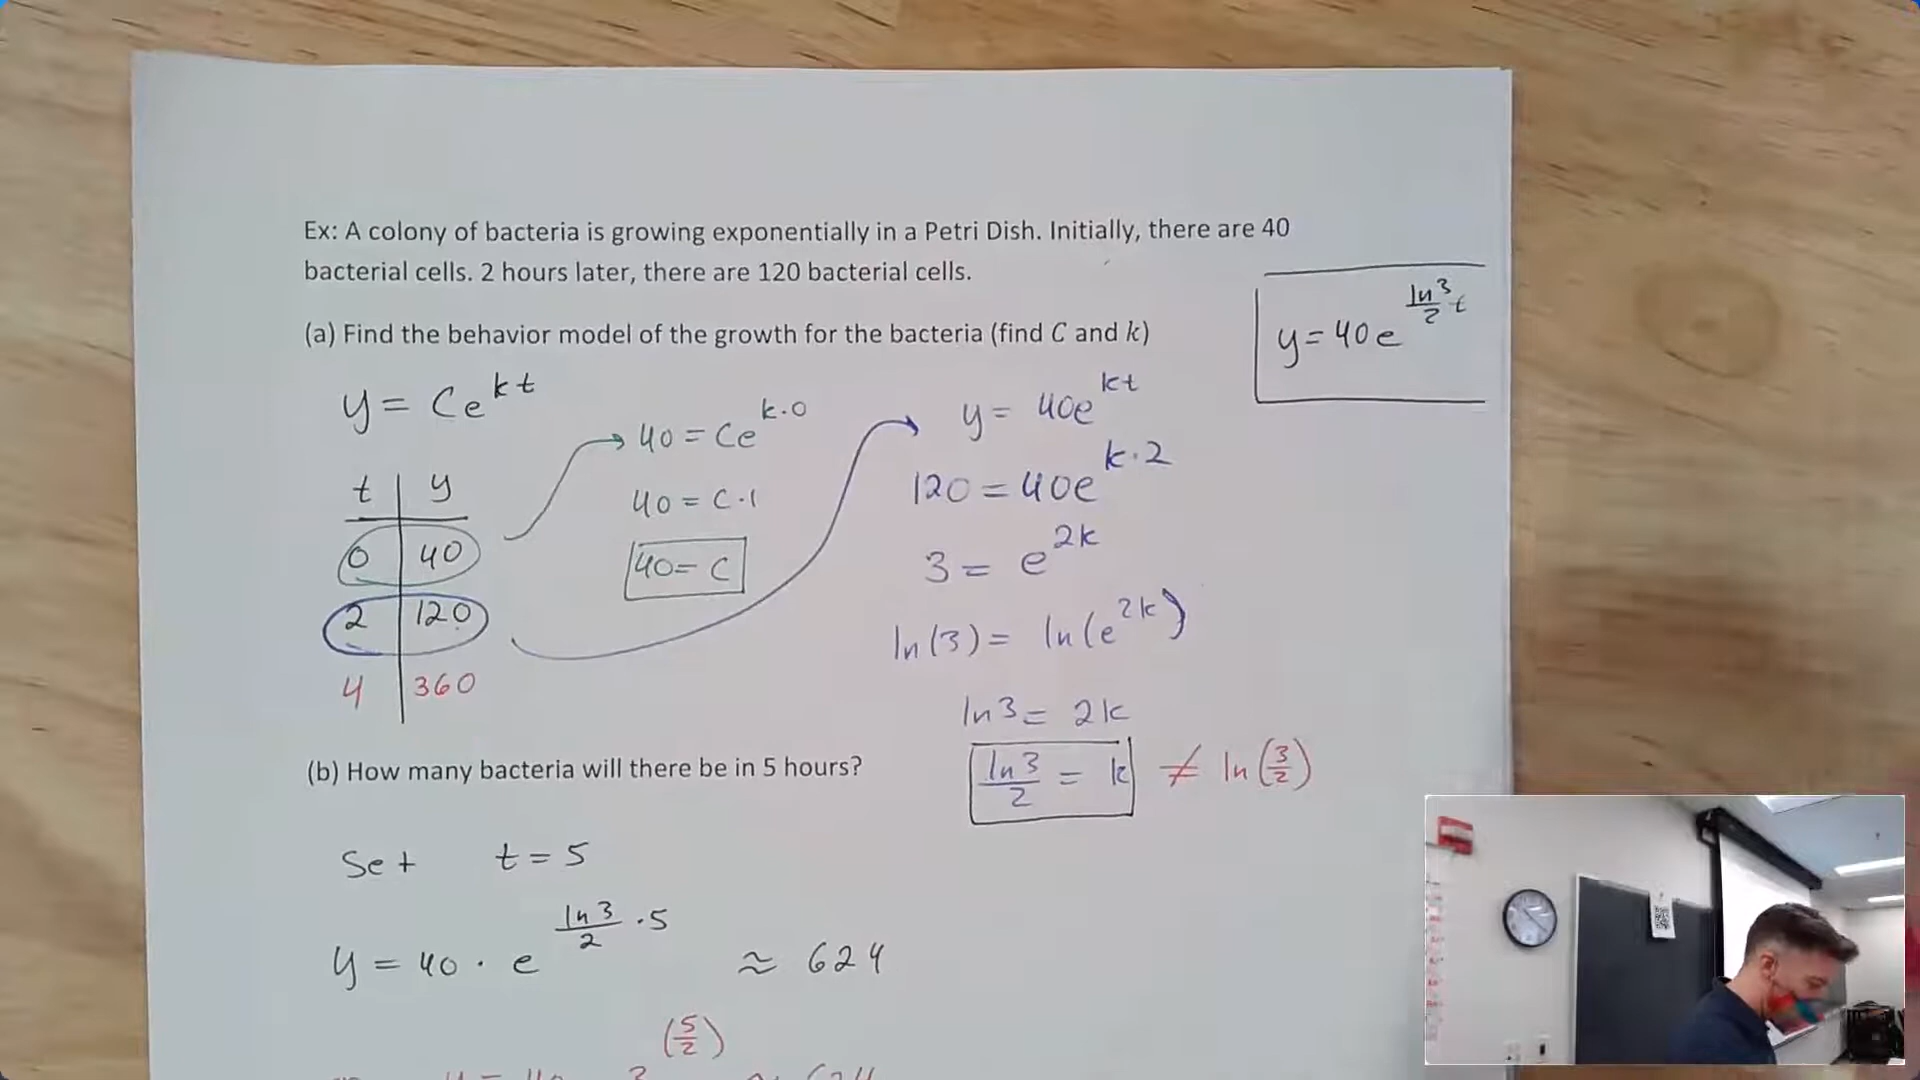 Ex: A colony of bacteria is growing exponentially in a Petri Dish. Initially, there are 40
bacterial cells. 2 hours later, there are 120 bacterial cells.
(a) Find the behavior model of the growth for the bacteria (find C and k)
y = 40e^(ln3/2 t)
y = Ce^(kt)
t | y
0 | 40
2 | 120
4 | 360
40 = Ce^(k·0)
40 = C·1
40 = C
y = 40e^(kt)
120 = 40e^(k·2)
3 = e^(2k)
ln(3) = ln(e^(2k))
ln3 = 2k
ln3/2 = k ≠ ln(3/2)
(b) How many bacteria will there be in 5 hours?
Set t = 5
y = 40 · e^(ln3/2 · 5) ≈ 624
(5/2)